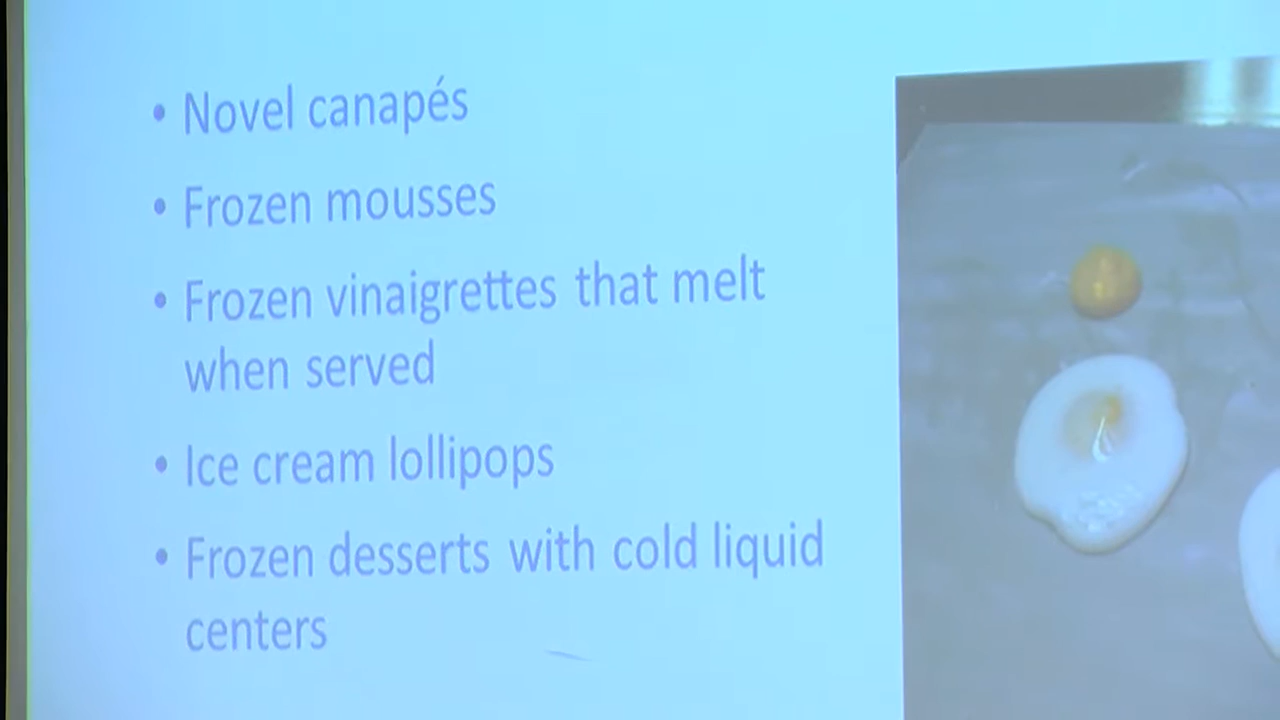 • Novel canapés
• Frozen mousses
• Frozen vinaigrettes that melt
when served
• Ice cream lollipops
• Frozen desserts with cold liquid
centers